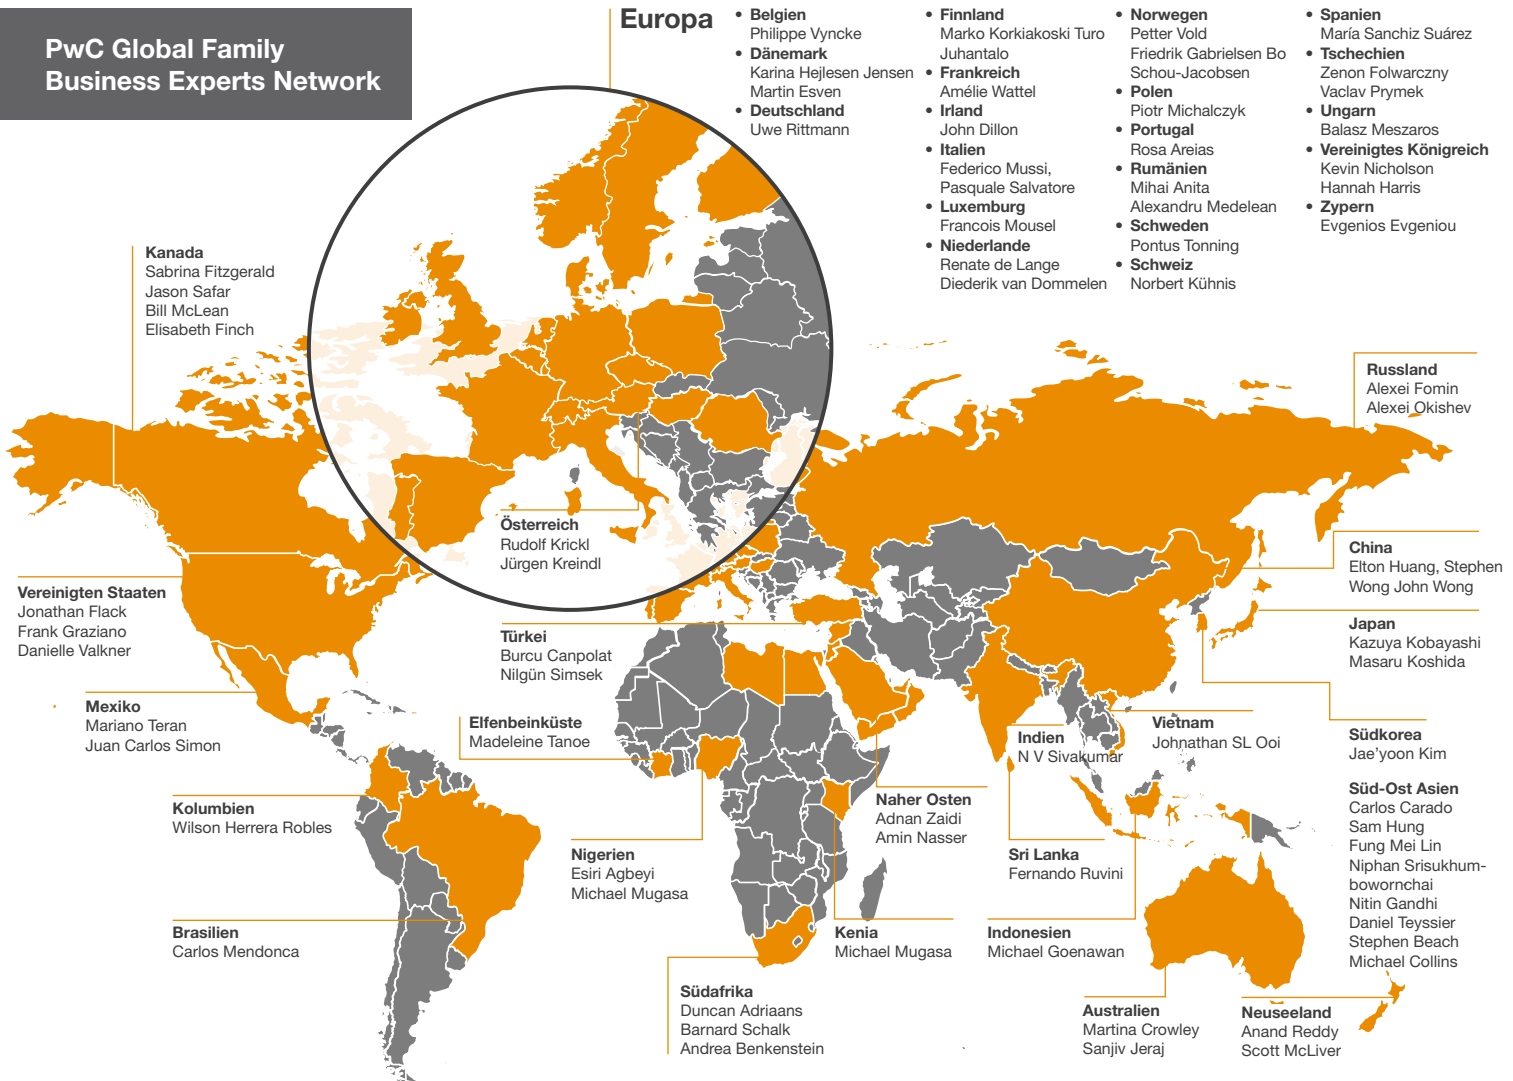 PwC Global Family
Business Experts Network
Europa
• Belgien
Philippe Vyncke
• Dänemark
Karina Hejlesen Jensen
Martin Esven
• Deutschland
Uwe Rittmann
• Finnland
Marko Korkiakoski Turo
Juhantalo
• Frankreich
Amélie Wattel
• Irland
John Dillon
• Italien
Federico Mussi,
Pasquale Salvatore
• Luxemburg
Francois Mousel
• Niederlande
Renate de Lange
Diederik van Dommelen
• Norwegen
Petter Vold
Friedrik Gabrielsen Bo
Schou-Jacobsen
• Polen
Piotr Michalczyk
• Portugal
Rosa Areias
• Rumänien
Mihai Anita
Alexandru Medelean
• Schweden
Pontus Tonning
• Schweiz
Norbert Kühnis
• Spanien
María Sanchiz Suárez
• Tschechien
Zenon Folwarczny
Vaclav Prymek
• Ungarn
Balasz Meszaros
• Vereinigtes Königreich
Kevin Nicholson
Hannah Harris
• Zypern
Evgenios Evgeniou
Kanada
Sabrina Fitzgerald
Jason Safar
Bill McLean
Elisabeth Finch
Russland
Alexei Fomin
Alexei Okishev
Österreich
Rudolf Krickl
Jürgen Kreindl
China
Elton Huang, Stephen
Wong John Wong
Vereinigten Staaten
Jonathan Flack
Frank Graziano
Danielle Valkner
Türkei
Burcu Canpolat
Nilgün Simsek
Japan
Kazuya Kobayashi
Masaru Koshida
Mexiko
Mariano Teran
Juan Carlos Simon
Elfenbeinküste
Madeleine Tanoe
Indien
N V Sivakumar
Vietnam
Johnathan SL Ooi
Südkorea
Jae'yoon Kim
Kolumbien
Wilson Herrera Robles
Naher Osten
Adnan Zaidi
Amin Nasser
Süd-Ost Asien
Carlos Carado
Sam Hung
Fung Mei Lin
Niphan Srisukhum-
bowornchai
Nitin Gandhi
Daniel Teyssier
Stephen Beach
Michael Collins
Nigerien
Esiri Agbeyi
Michael Mugasa
Sri Lanka
Fernando Ruvini
Brasilien
Carlos Mendonca
Kenia
Michael Mugasa
Indonesien
Michael Goenawan
Südafrika
Duncan Adriaans
Barnard Schalk
Andrea Benkenstein
Australien
Martina Crowley
Sanjiv Jeraj
Neuseeland
Anand Reddy
Scott McLiver